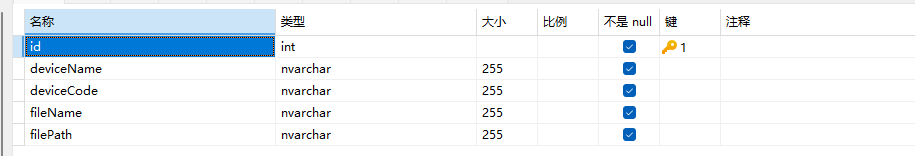 名称 类型 大小 比例 不是 null 键 注释
id int 1
deviceName nvarchar 255
deviceCode nvarchar 255
fileName nvarchar 255
filePath nvarchar 255